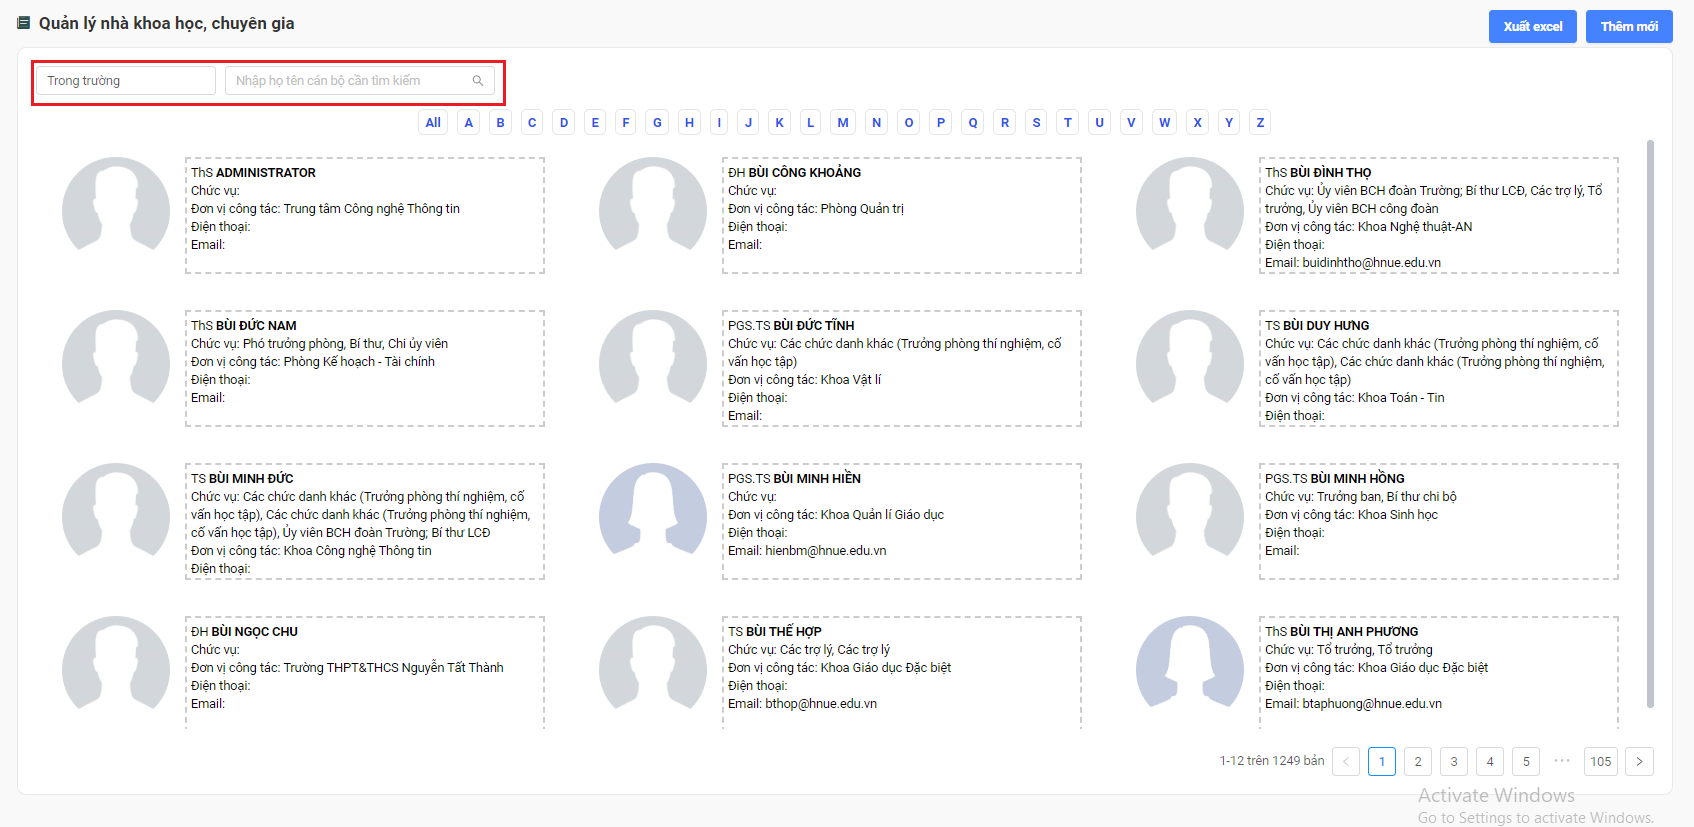 Quản lý nhà khoa học, chuyên gia
Xuất excel
Thêm mới
Trong trường
Nhập họ tên cán bộ cần tìm kiếm
All A B C D E F G H I J K L M N O P Q R S T U V W X Y Z
ThS ADMINISTRATOR
Chức vụ:
Đơn vị công tác: Trung tâm Công nghệ Thông tin
Điện thoại:
Email:
ĐH BÙI CÔNG KHOẢNG
Chức vụ:
Đơn vị công tác: Phòng Quản trị
Điện thoại:
Email:
ThS BÙI ĐÌNH THỌ
Chức vụ: Ủy viên BCH đoàn Trường; Bí thư LCĐ, Các trợ lý, Tổ
trưởng, Ủy viên BCH công đoàn
Đơn vị công tác: Khoa Nghệ thuật-AN
Điện thoại:
Email: buidinhtho@hnue.edu.vn
ThS BÙI ĐỨC NAM
Chức vụ: Phó trưởng phòng, Bí thư, Chi ủy viên
Đơn vị công tác: Phòng Kế hoạch - Tài chính
Điện thoại:
Email:
PGS.TS BÙI ĐỨC TĨNH
Chức vụ: Các chức danh khác (Trưởng phòng thí nghiệm, cố
vấn học tập)
Đơn vị công tác: Khoa Vật lí
Điện thoại:
Email:
TS BÙI DUY HƯNG
Chức vụ: Các chức danh khác (Trưởng phòng thí nghiệm, cố
vấn học tập), Các chức danh khác (Trưởng phòng thí nghiệm,
cố vấn học tập)
Đơn vị công tác: Khoa Toán - Tin
Điện thoại:
TS BÙI MINH ĐỨC
Chức vụ: Các chức danh khác (Trưởng phòng thí nghiệm, cố
vấn học tập), Các chức danh khác (Trưởng phòng thí nghiệm,
cố vấn học tập), Ủy viên BCH đoàn Trường; Bí thư LCĐ
Đơn vị công tác: Khoa Công nghệ Thông tin
Điện thoại:
PGS.TS BÙI MINH HIỀN
Chức vụ:
Đơn vị công tác: Khoa Quản lí Giáo dục
Điện thoại:
Email: hienbm@hnue.edu.vn
PGS.TS BÙI MINH HỒNG
Chức vụ: Trưởng ban, Bí thư chi bộ
Đơn vị công tác: Khoa Sinh học
Điện thoại:
Email:
ĐH BÙI NGỌC CHU
Chức vụ:
Đơn vị công tác: Trường THPT&THCS Nguyễn Tất Thành
Điện thoại:
Email:
TS BÙI THẾ HỢP
Chức vụ: Các trợ lý, Các trợ lý
Đơn vị công tác: Khoa Giáo dục Đặc biệt
Điện thoại:
Email: bthop@hnue.edu.vn
ThS BÙI THỊ ANH PHƯƠNG
Chức vụ: Tổ trưởng, Tổ trưởng
Đơn vị công tác: Khoa Giáo dục Đặc biệt
Điện thoại:
Email: btaphuong@hnue.edu.vn
1-12 trên 1249 bản < 1 2 3 4 5 ••• 105 >
Activate Windows
Go to Settings to activate Windows.